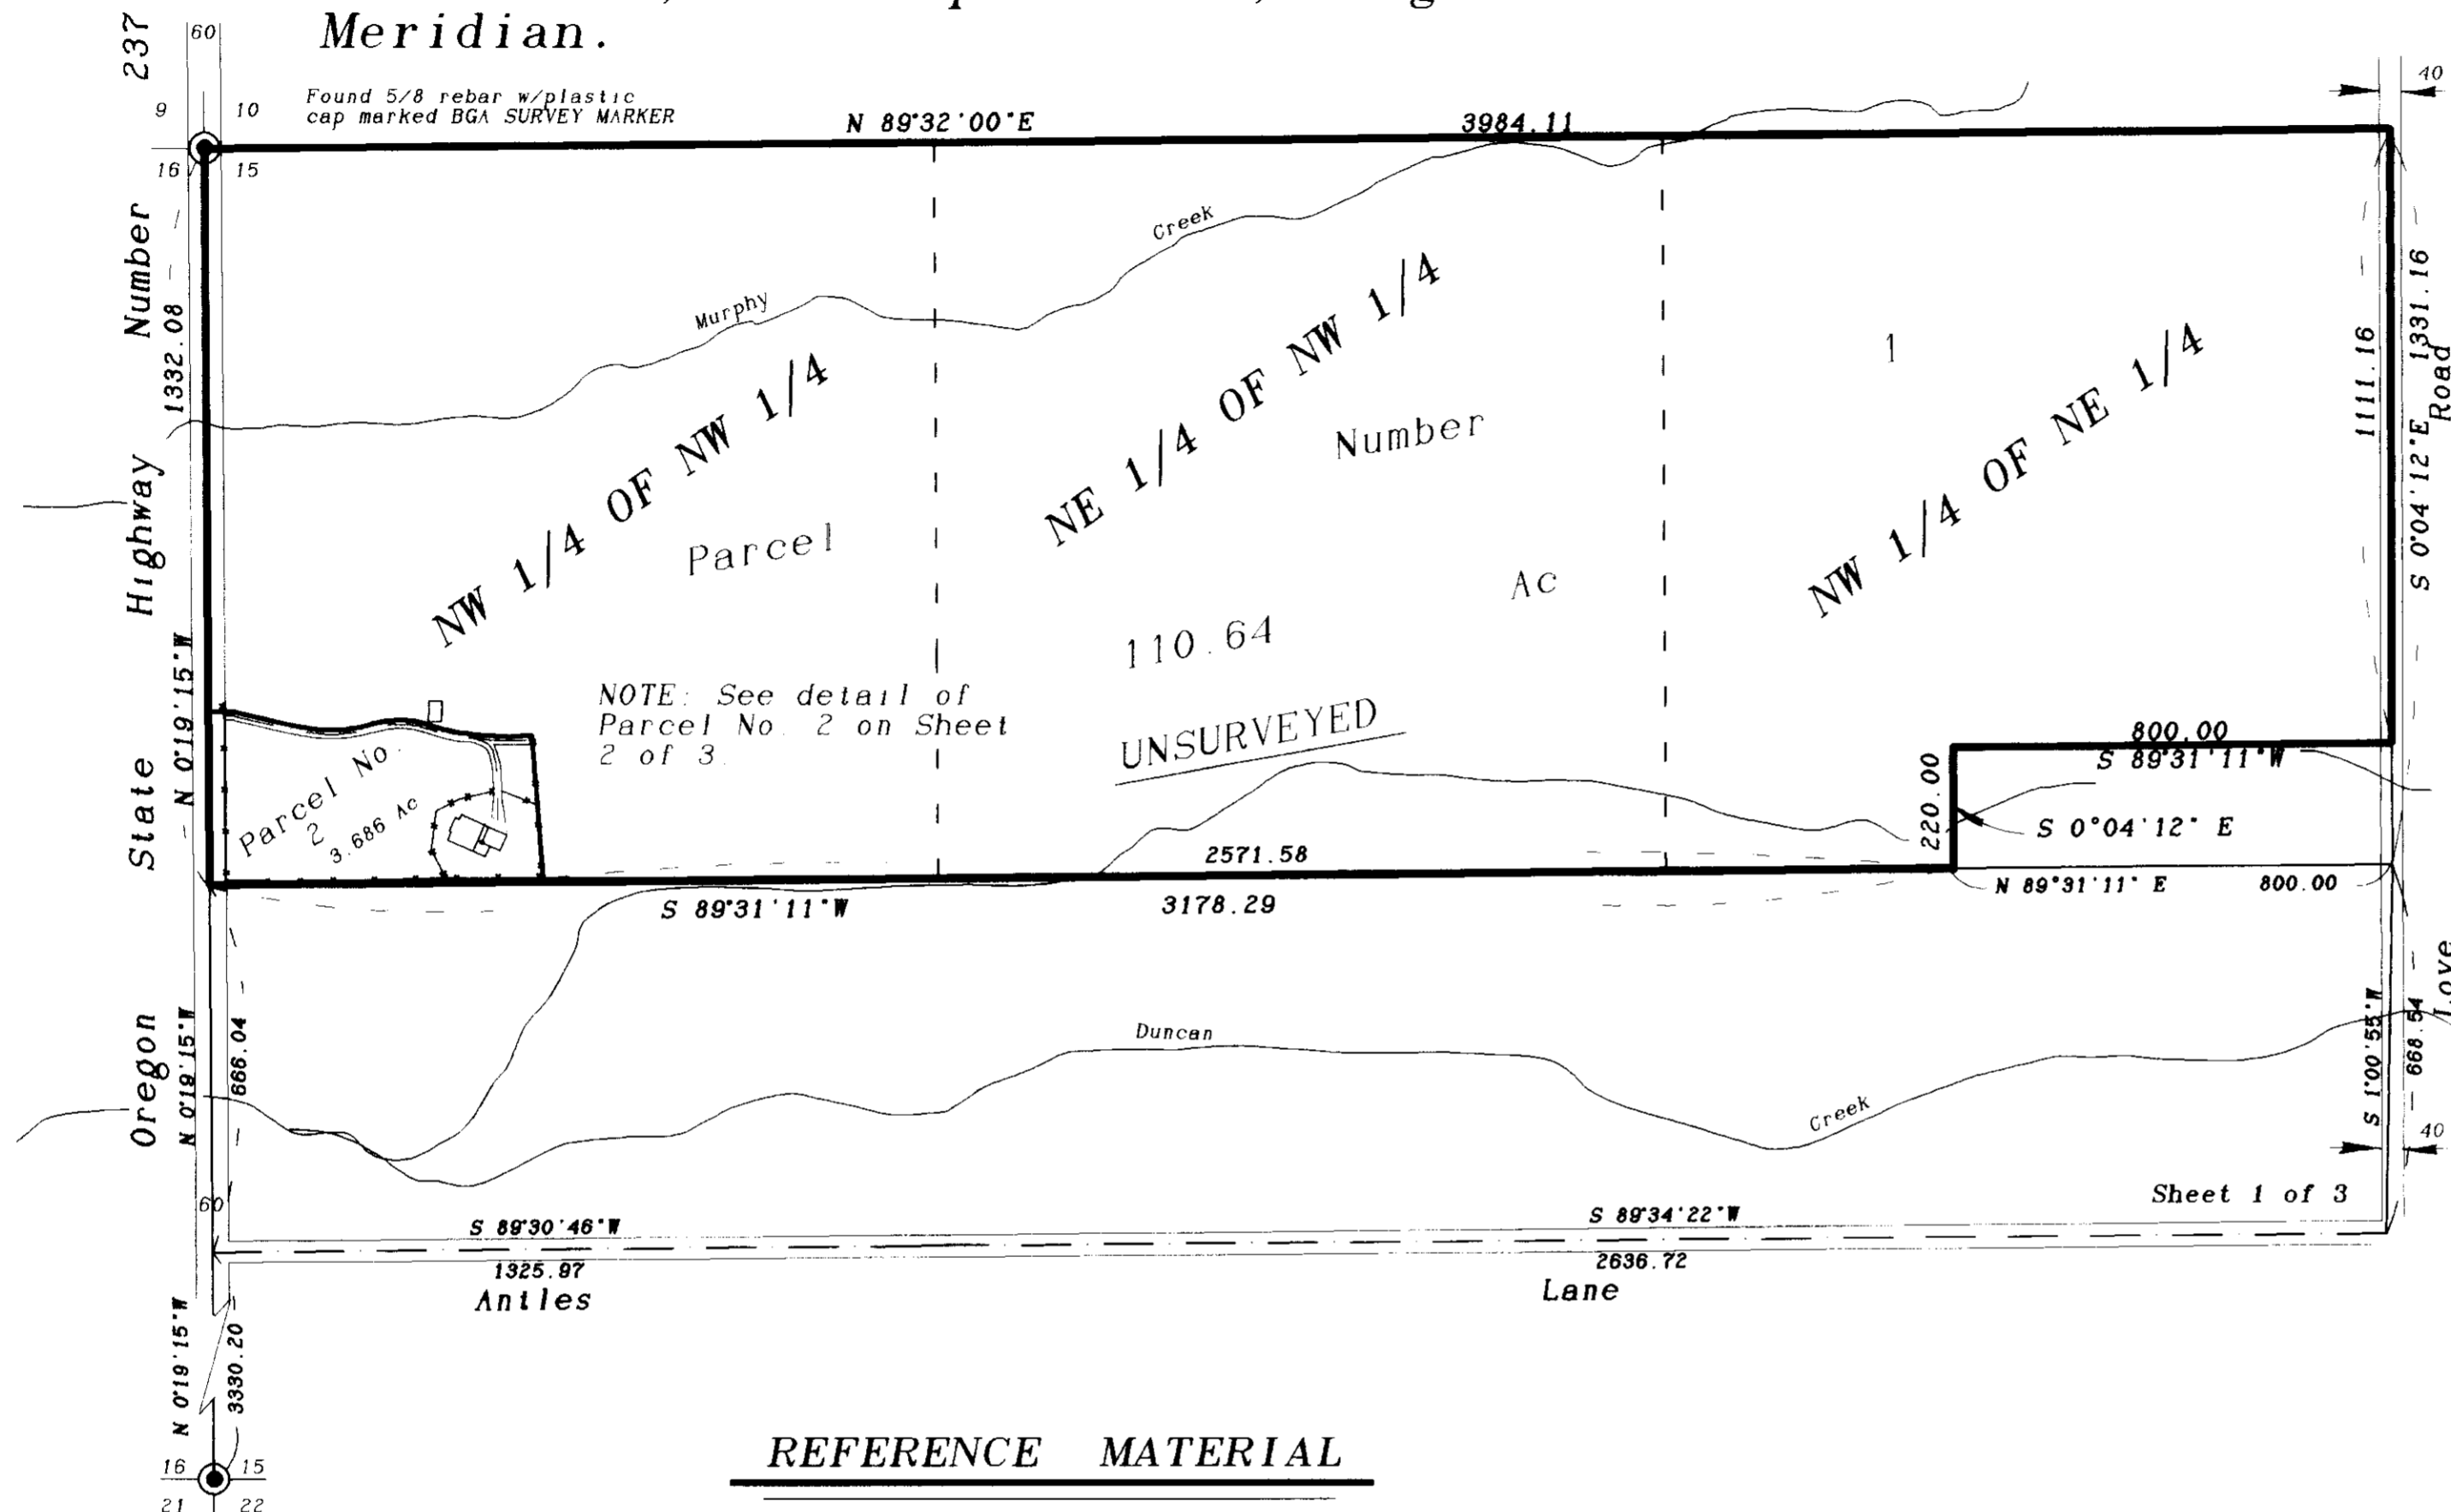 Meridian.
60
237
40
Found 5/8 rebar w/plastic
cap marked BGA SURVEY MARKER
9
10
16
15
N 89°32'00"E
3984.11
Creek
Murphy
Number
1332.08
Highway
N 0°19'15"W
State
NW 1/4 OF NW 1/4
NE 1/4 OF NW 1/4
NW 1/4 OF NE 1/4
Parcel
Number
1
110.64
Ac
UNSURVEYED
1111.16
S 0°04'12"E 1331.16
Road
NOTE: See detail of
Parcel No. 2 on Sheet
2 of 3.
Parcel No.
2
3.686 Ac
800.00
S 89°31'11"W
220.00
S 0°04'12" E
2571.58
S 89°31'11"W
3178.29
N 89°31'11" E
800.00
Love
Oregon
N 0°19'15"W
666.04
Duncan
Creek
S 1°00'55"W
668.54
40
Sheet 1 of 3
60
S 89°30'46"W
S 89°34'22"W
1325.97
2636.72
Antles
Lane
N 0°19'15"W
3330.20
REFERENCE MATERIAL
16
15
21
22